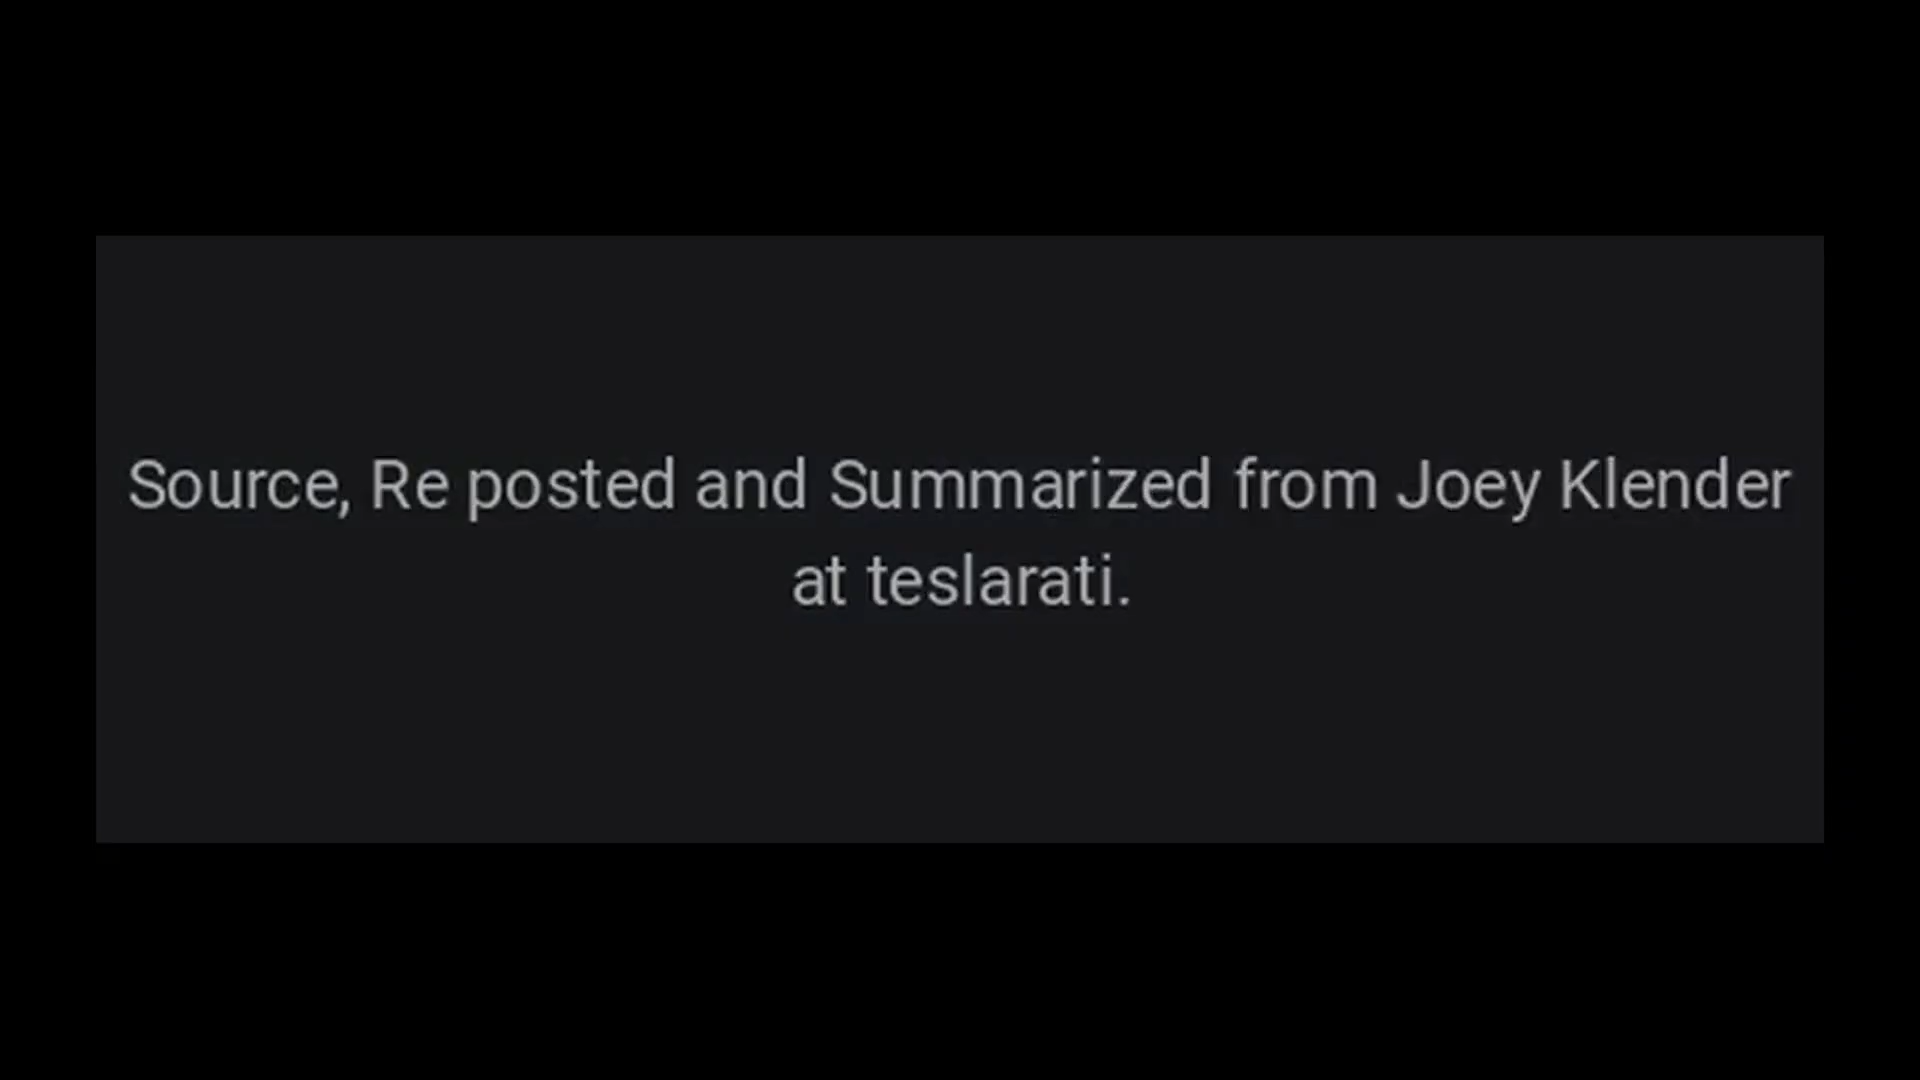 Source, Re posted and Summarized from Joey Klender
at teslarati.